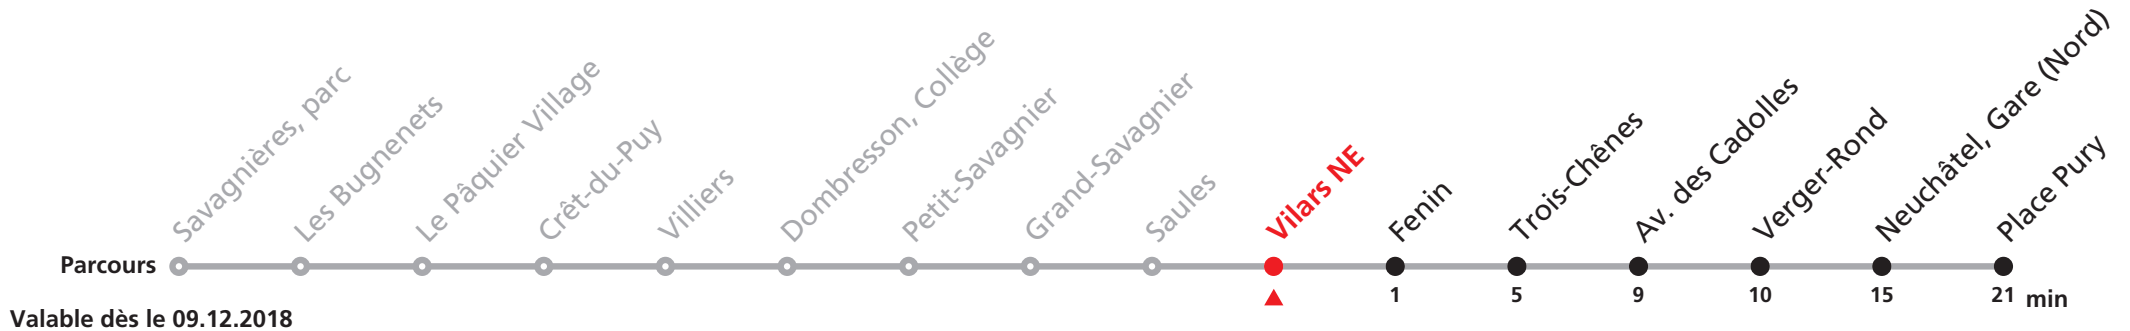 Savagnières, parc
Les Bugnenets
Le Pâquier Village
Crêt-du-Puy
Villiers
Dombresson, Collège
Petit-Savagnier
Grand-Savagnier
Saules
Vilars NE
Fenin
Trois-Chênes
Av. des Cadolles
Verger-Rond
Neuchâtel, Gare (Nord)
Place Pury
Parcours
1 5 9 10 15 21 min
Valable dès le 09.12.2018